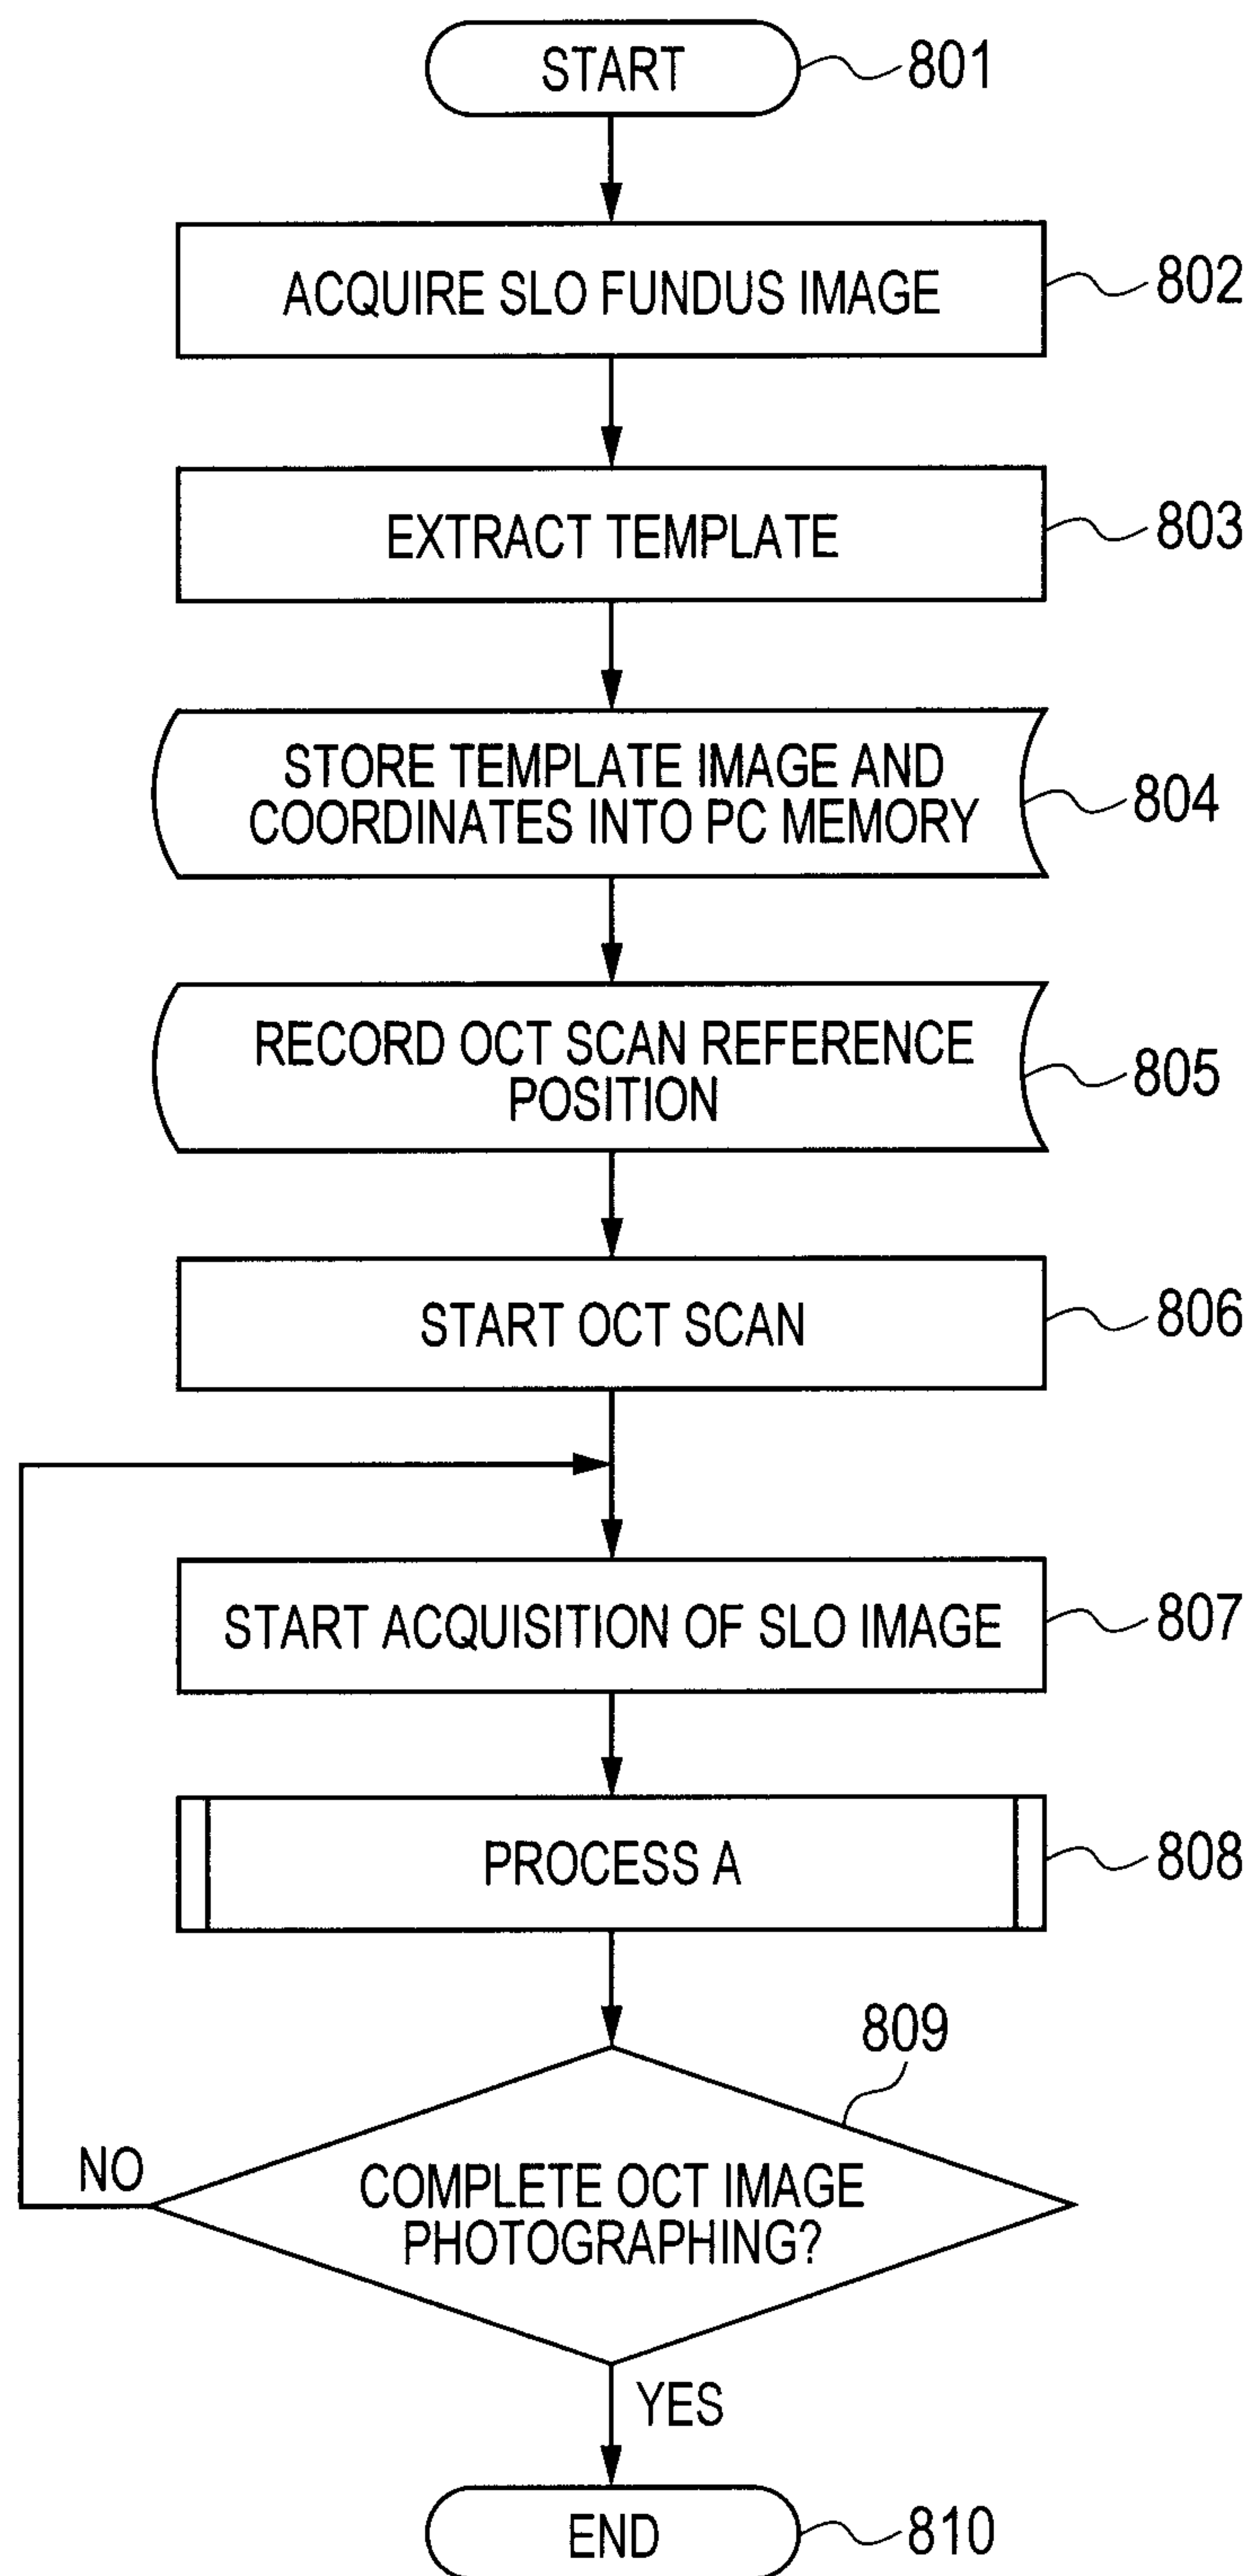 START
801
ACQUIRE SLO FUNDUS IMAGE
802
EXTRACT TEMPLATE
803
STORE TEMPLATE IMAGE AND
COORDINATES INTO PC MEMORY
804
RECORD OCT SCAN REFERENCE
POSITION
805
START OCT SCAN
806
START ACQUISITION OF SLO IMAGE
807
PROCESS A
808
809
NO
COMPLETE OCT IMAGE
PHOTOGRAPHING?
YES
END
810